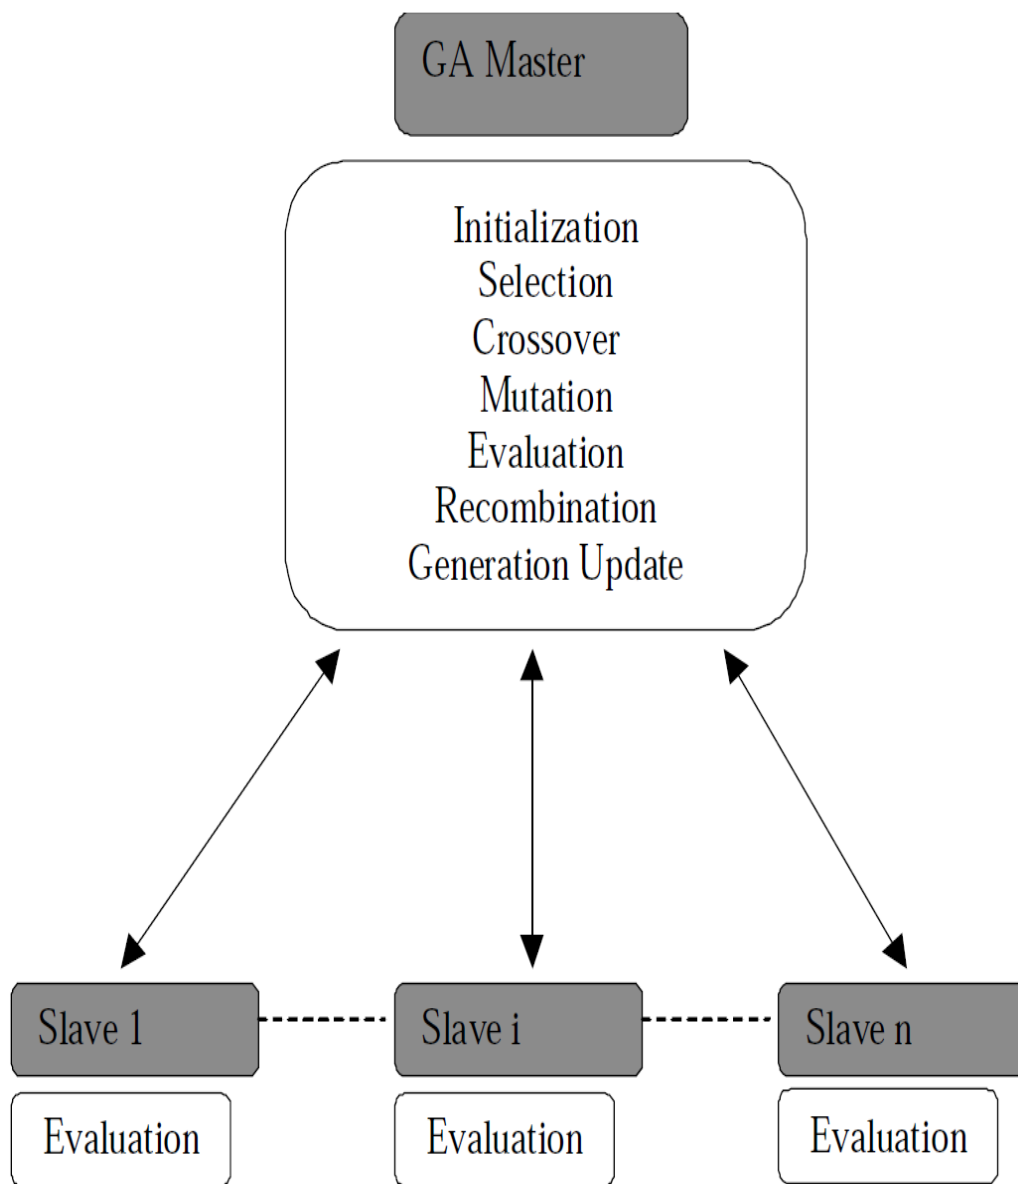 GA Master
Initialization
Selection
Crossover
Mutation
Evaluation
Recombination
Generation Update
Slave 1
Slave i
Slave n
Evaluation
Evaluation
Evaluation